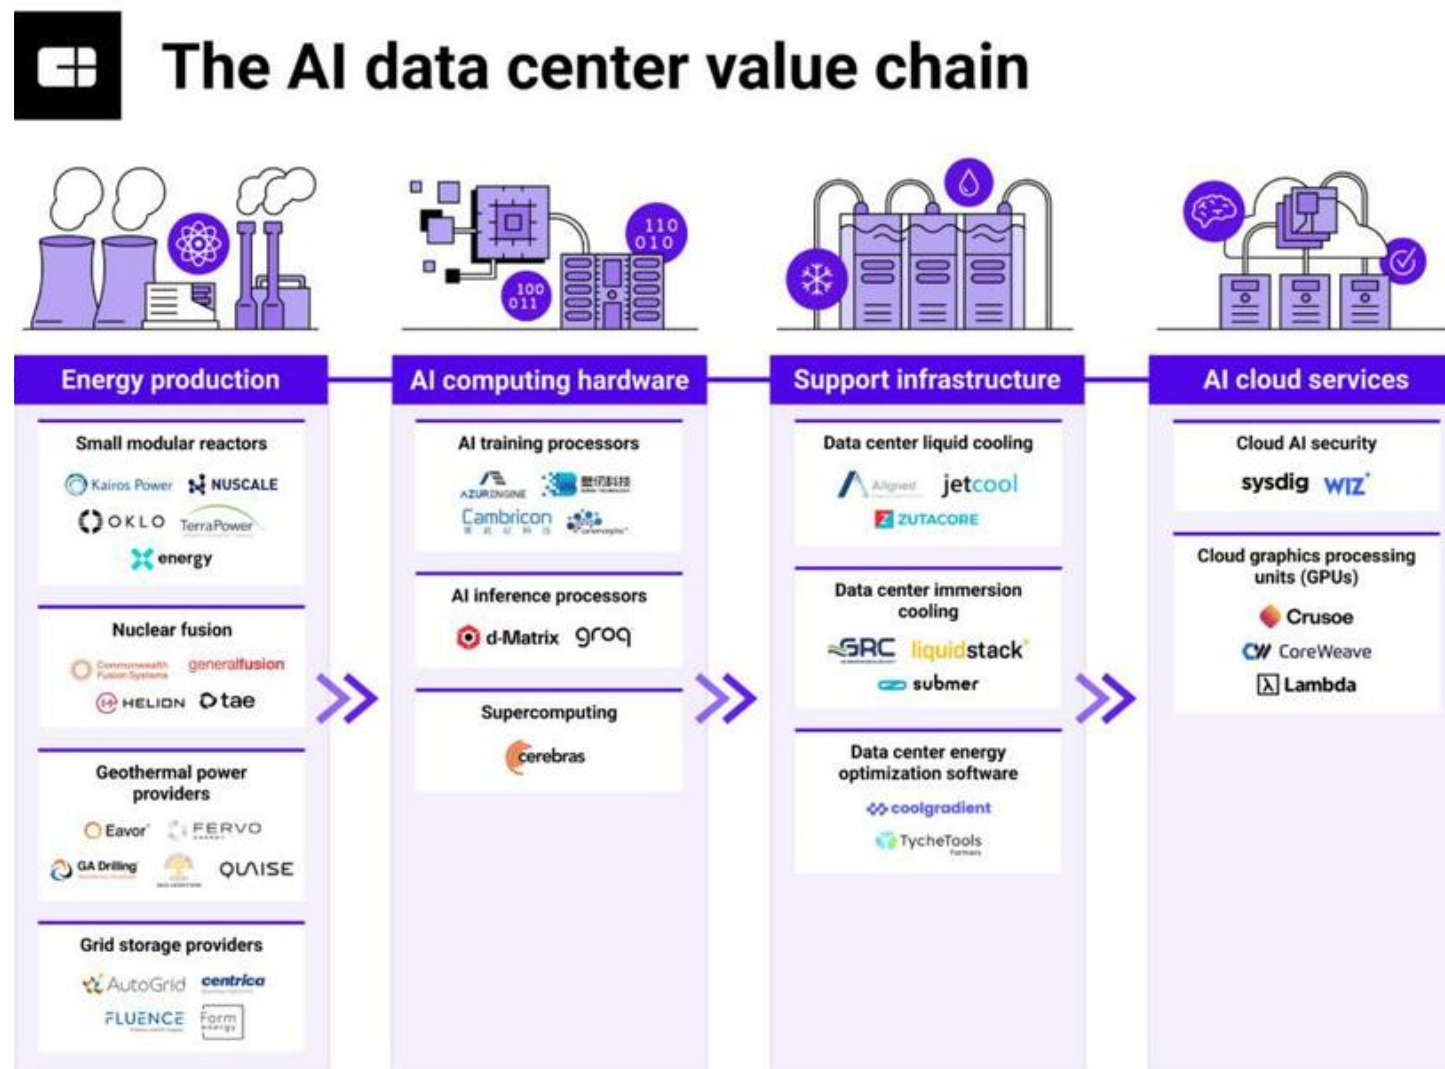 The AI data center value chain
110
010
100
011
Energy production
Small modular reactors
Kairos Power
NUSCALE
OKLO
TerraPower
energy
Nuclear fusion
Commonwealth
Fusion Systems
generalfusion
HELION
tae
Geothermal power
providers
Eavor
FERVO
ENERGY
GA Drilling
QUAISE
Grid storage providers
AutoGrid
centrica
FLUENCE
Form
energy
AI computing hardware
AI training processors
AZURENGINE
Cambricon
AI inference processors
d-Matrix
groq
Supercomputing
cerebras
Support infrastructure
Data center liquid cooling
Aligned
jetcool
ZUTACORE
Data center immersion
cooling
GRC
liquidstack
submer
Data center energy
optimization software
coolgradient
TycheTools
AI cloud services
Cloud AI security
sysdig
WIZ
Cloud graphics processing
units (GPUs)
Crusoe
CoreWeave
Lambda